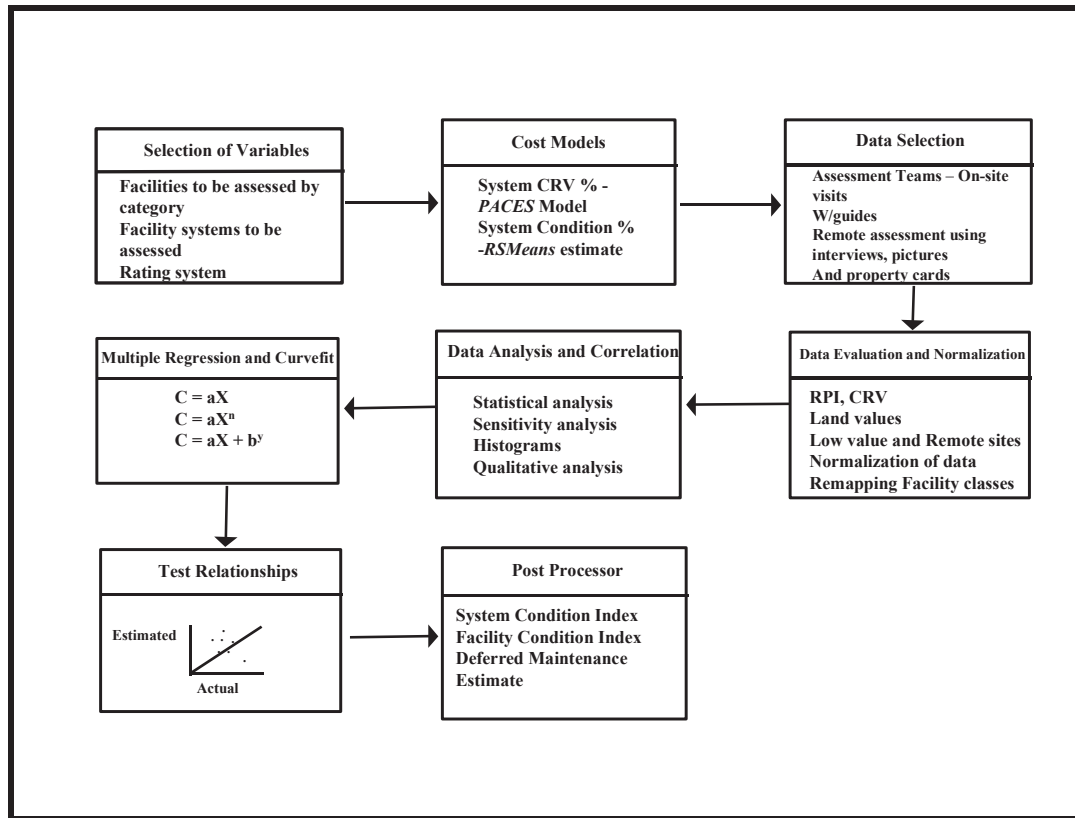 Selection of Variables
Facilities to be assessed by
category
Facility systems to be
assessed
Rating system
Cost Models
System CRV % -
PACES Model
System Condition %
-RSMeans estimate
Data Selection
Assessment Teams – On-site
visits
W/guides
Remote assessment using
interviews, pictures
And property cards
Data Evaluation and Normalization
RPI, CRV
Land values
Low value and Remote sites
Normalization of data
Remapping Facility classes
Data Analysis and Correlation
Statistical analysis
Sensitivity analysis
Histograms
Qualitative analysis
Multiple Regression and Curvefit
C = aX
C = aXⁿ
C = aX + bʸ
Test Relationships
Estimated
Actual
Post Processor
System Condition Index
Facility Condition Index
Deferred Maintenance
Estimate